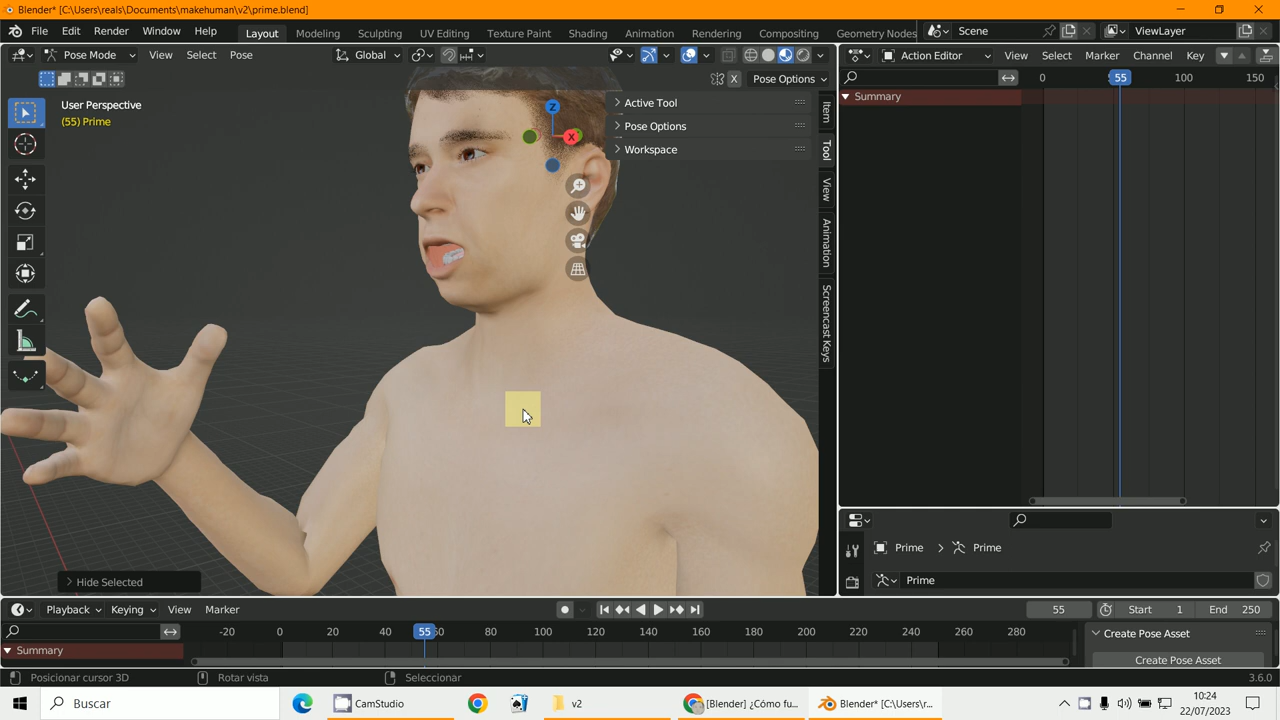 Blender* [C:\Users\reals\Documents\makehuman\v2\prime.blend]
File Edit Render Window Help Layout Modeling Sculpting UV Editing Texture Paint Shading Animation Rendering Compositing Geometry Nodes Scene ViewLayer
Pose Mode View Select Pose Global Action Editor View Select Marker Channel Key
X Pose Options 0 55 100 150
User Perspective
(55) Prime
Summary
Active Tool
Pose Options
Workspace
Z
X
Item
Tool
View
Animation
Screencast Keys
Hide Selected
Prime Prime
Prime
Playback Keying View Marker 55 Start 1 End 250
-20 0 20 40 55 60 80 100 120 140 160 180 200 220 240 260 280
Summary
Create Pose Asset
Create Pose Asset
Posicionar cursor 3D Rotar vista Seleccionar 3.6.0
Buscar CamStudio v2 [Blender] ¿Cómo fu... Blender* [C:\Users\r...
10:24
22/07/2023